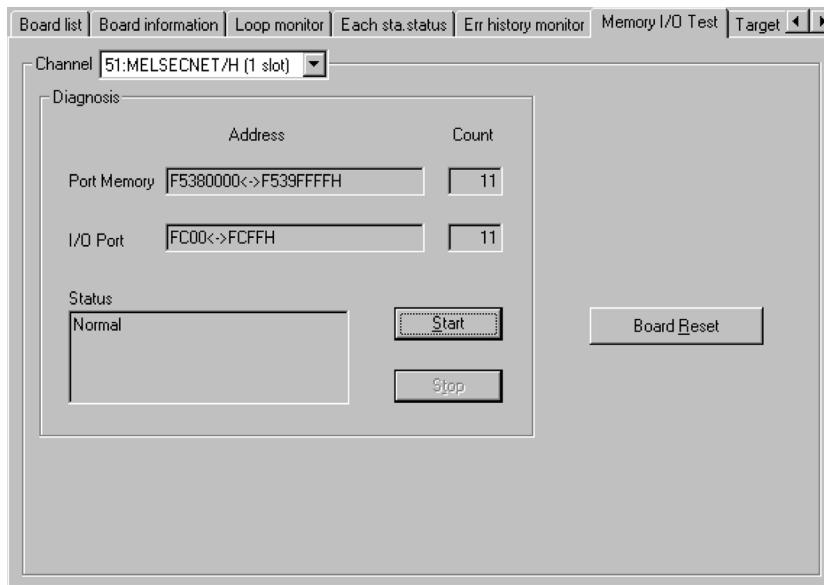 Board list Board information Loop monitor Each sta.status Err history monitor Memory I/O Test Target
Channel 51:MELSECNET/H (1 slot)
Diagnosis
Address Count
Port Memory F5380000<->F539FFFFH 11
I/O Port FC00<->FCFFH 11
Status
Normal
Start
Board Reset
Stop